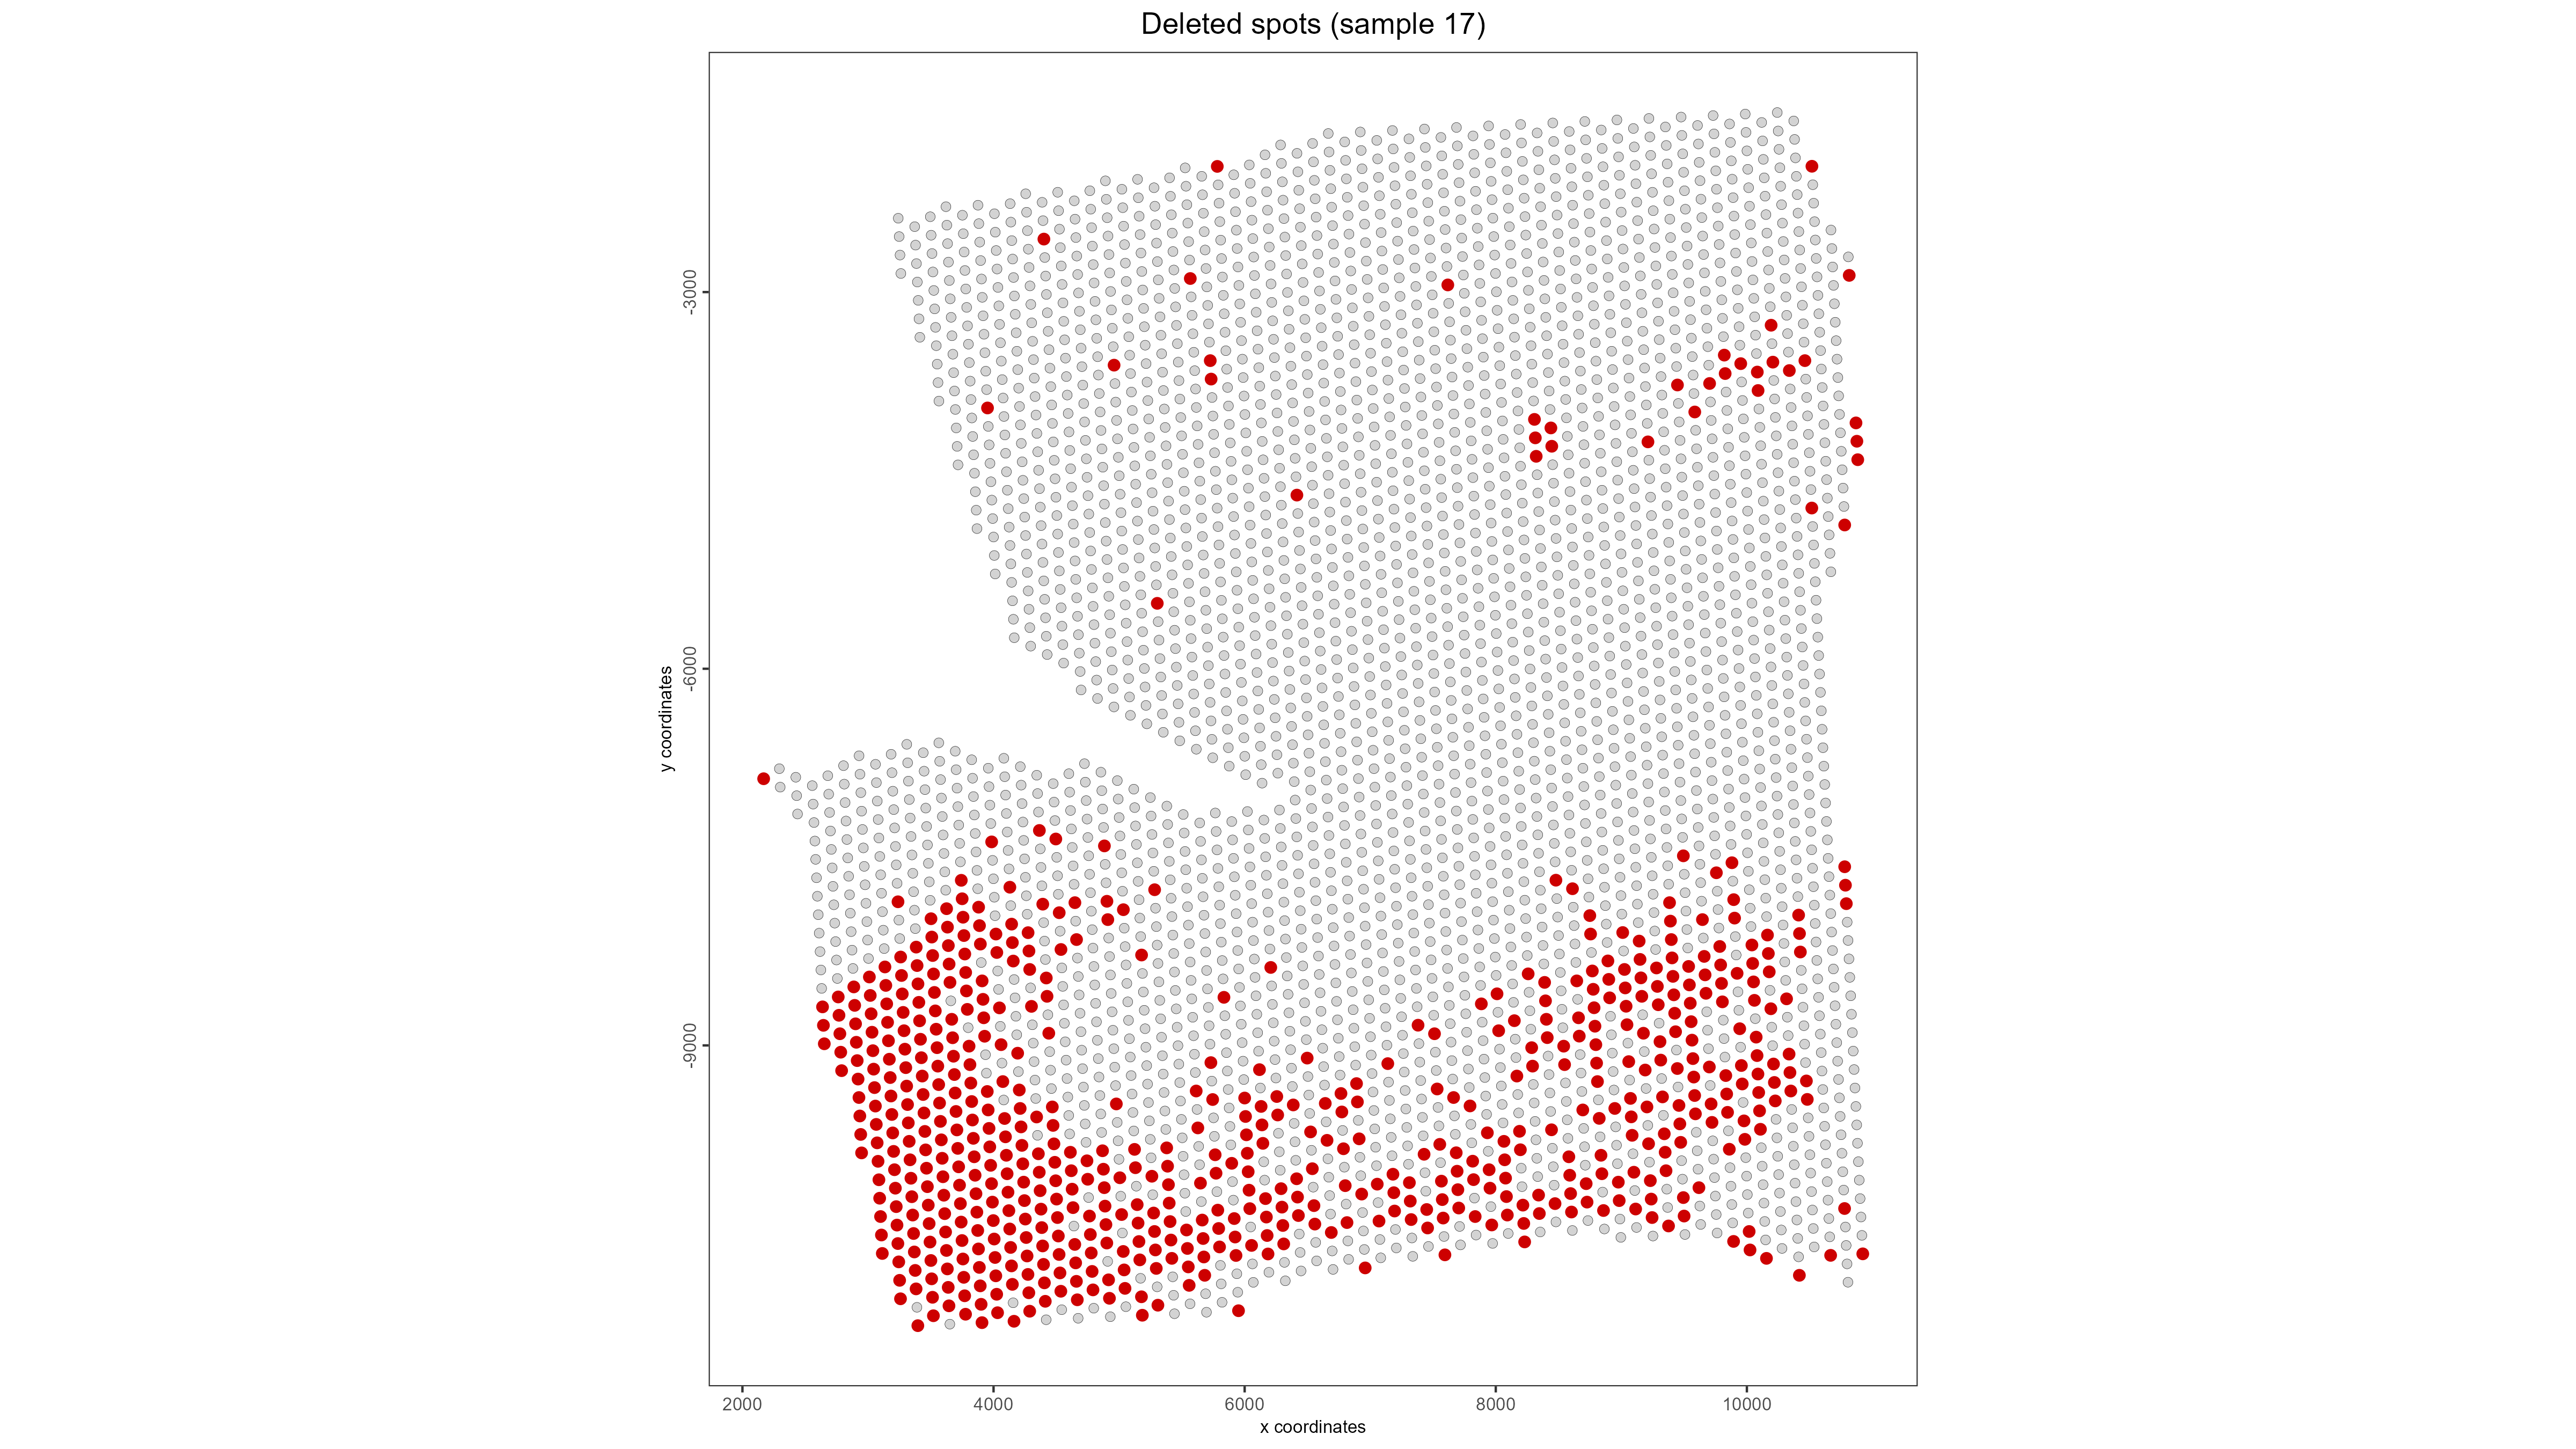 Deleted spots (sample 17)
-3000
-6000
-9000
y coordinates
2000 4000 6000 8000 10000
x coordinates